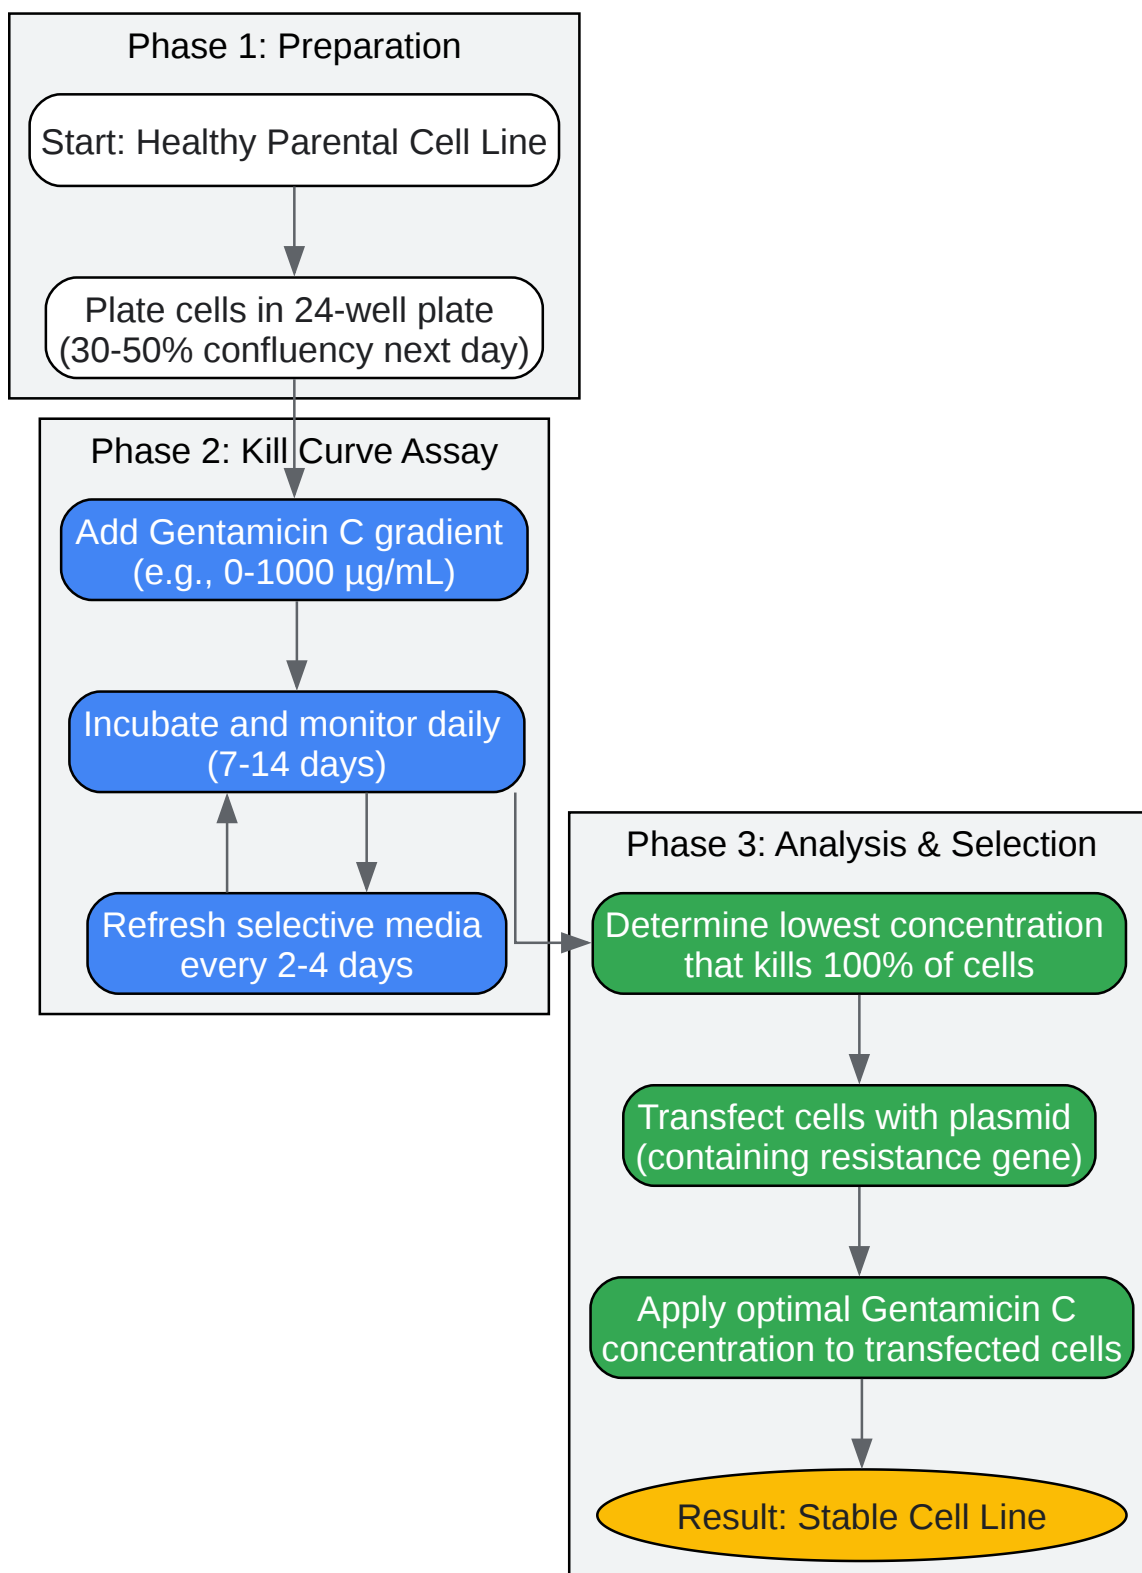 Phase 1: Preparation
Start: Healthy Parental Cell Line
Plate cells in 24-well plate
(30-50% confluency next day)
Phase 2: Kill Curve Assay
Add Gentamicin C gradient
(e.g., 0-1000 µg/mL)
Incubate and monitor daily
(7-14 days)
Refresh selective media
every 2-4 days
Phase 3: Analysis & Selection
Determine lowest concentration
that kills 100% of cells
Transfect cells with plasmid
(containing resistance gene)
Apply optimal Gentamicin C
concentration to transfected cells
Result: Stable Cell Line